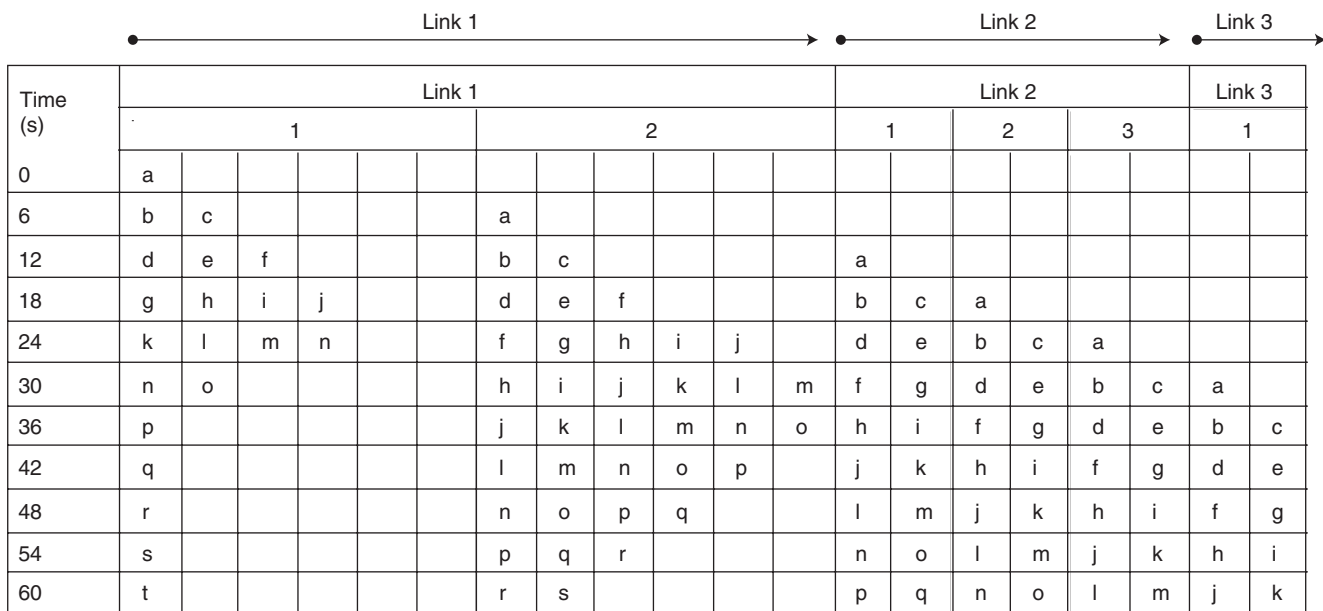 Link 1 Link 2 Link 3
Time (s) Link 1 Link 2 Link 3
1 2 1 2 3 1
0 a
6 b c a
12 d e f b c a
18 g h i j d e f b c a
24 k l m n f g h i j d e b c a
30 n o h i j k l m f g d e b c a
36 p j k l m n o h i f g d e b c
42 q l m n o p j k h i f g d e
48 r n o p q l m j k h i f g
54 s p q r n o l m j k h i
60 t r s p q n o l m j k